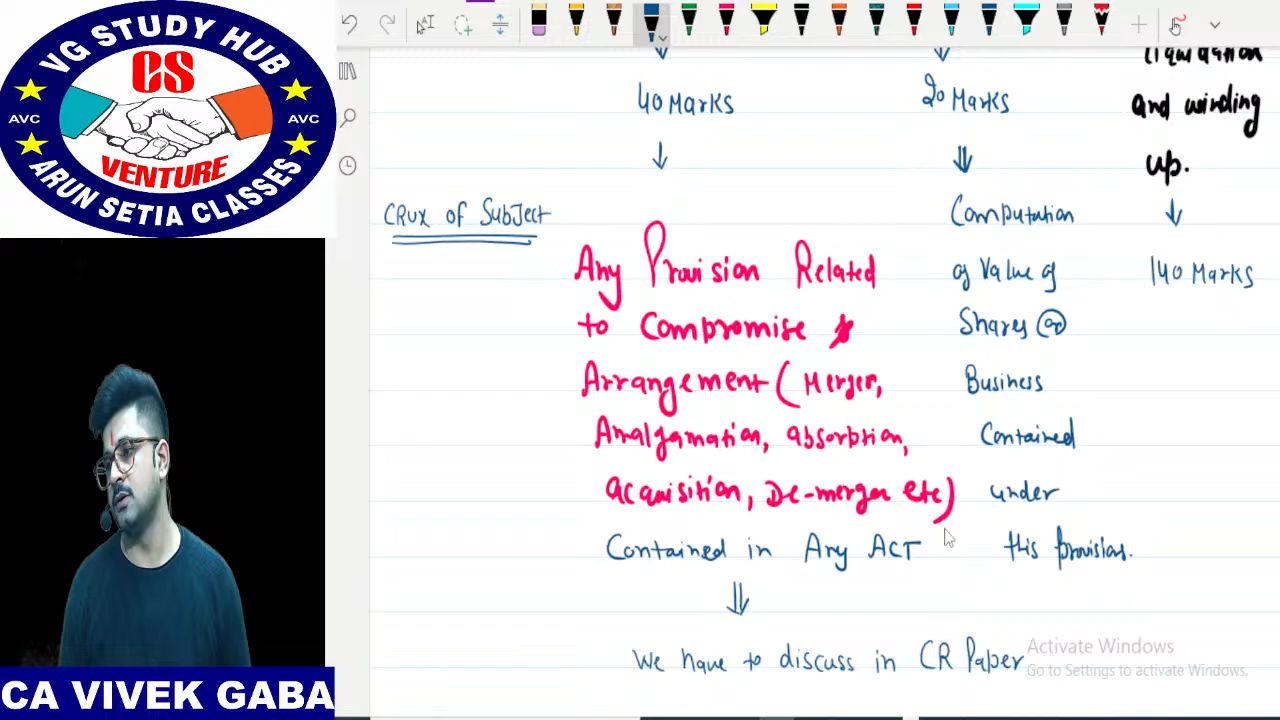 VG STUDY HUB
CS
AVC
AVC
VENTURE
ARUN SETIA CLASSES
CA VIVEK GABA
liquidation
40 Marks
20 Marks
and winding
up.
CRUX of SubJect
Computation
Any Provision Related
of Value of
140 Marks
to Compromise &
Shares or
Arrangement ( Merger,
Business
Amalgamation, absorption,
Contained
acquisition, De-merger etc)
under
Contained in Any ACT
this provisions.
We have to discuss in CR Paper
Activate Windows
Go to Settings to activate Windows.